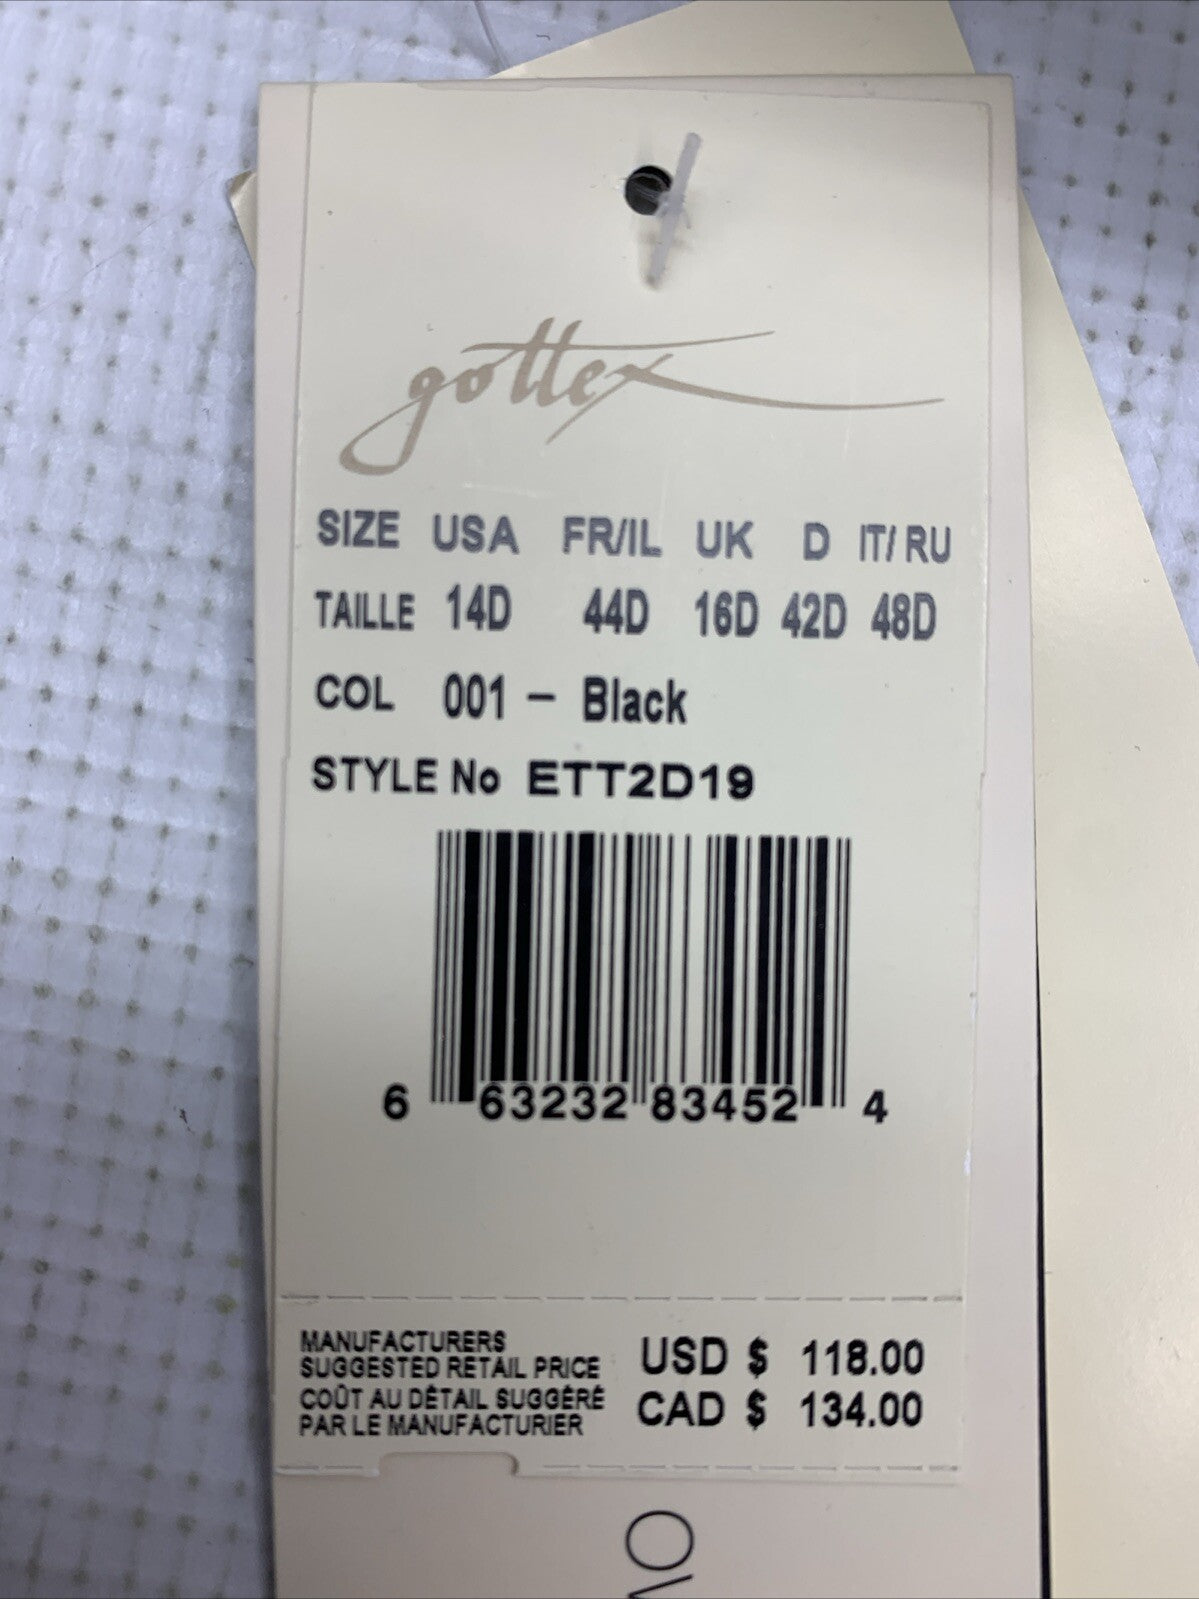 gottex
SIZE USA FR/IL UK D IT/ RU
TAILLE 14D 44D 16D 42D 48D
COL 001 – Black
STYLE No ETT2D19
6 63232 83452 4
MANUFACTURERS
SUGGESTED RETAIL PRICE
USD $ 118.00
COÛT AU DÉTAIL SUGGÉRÉ
PAR LE MANUFACTURIER
CAD $ 134.00